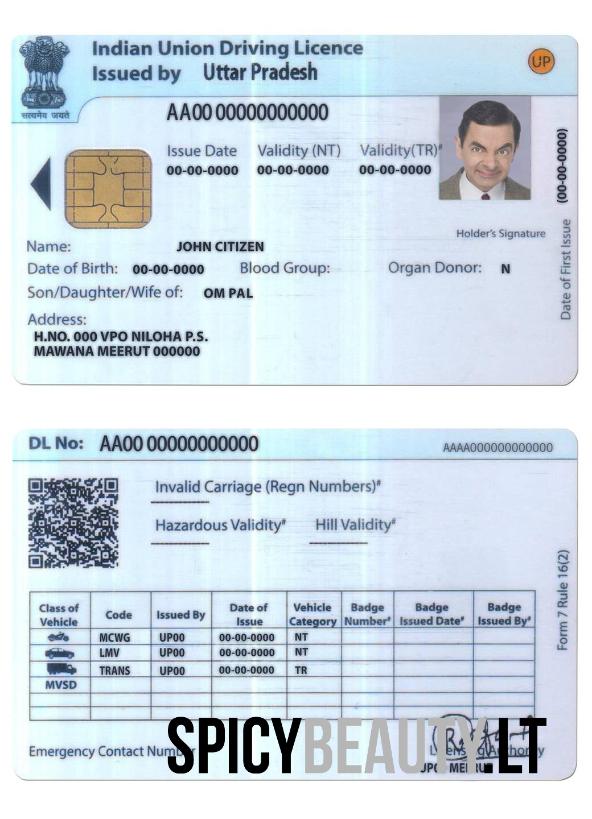 Indian Union Driving Licence
Issued by Uttar Pradesh
UP
सत्यमेव जयते
AA00 00000000000
Issue Date Validity (NT) Validity(TR)#
00-00-0000 00-00-0000 00-00-0000
Date of First Issue (00-00-0000)
Holder's Signature
Name: JOHN CITIZEN
Date of Birth: 00-00-0000 Blood Group: Organ Donor: N
Son/Daughter/Wife of: OM PAL
Address:
H.NO. 000 VPO NILOHA P.S.
MAWANA MEERUT 000000
DL No: AA00 00000000000 AAAA000000000000
Invalid Carriage (Regn Numbers)#
Hazardous Validity# Hill Validity#
Form 7 Rule 16(2)
Class of Vehicle Code Issued By Date of Issue Vehicle Category Badge Number# Badge Issued Date# Badge Issued By#
MCWG UP00 00-00-0000 NT
LMV UP00 00-00-0000 NT
TRANS UP00 00-00-0000 TR
MVSD
Emergency Contact Number
Licensing Authority
SPICYBEAUTY.LT